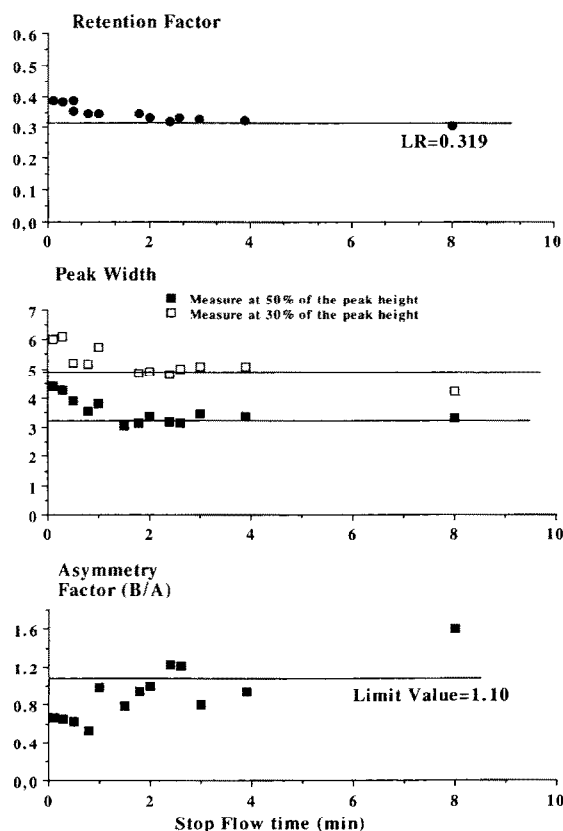 Retention Factor
0.6
0.5
0.4
0.3
0.2
0.1
0.0
LR=0.319
0 2 4 6 8 10
Peak Width
■ Measure at 50% of the peak height
□ Measure at 30% of the peak height
7
6
5
4
3
2
1
0
0 2 4 6 8 10
Asymmetry
Factor (B/A)
1.6
1.2
0.8
0.4
0.0
Limit Value=1.10
0 2 4 6 8 10
Stop Flow time (min)